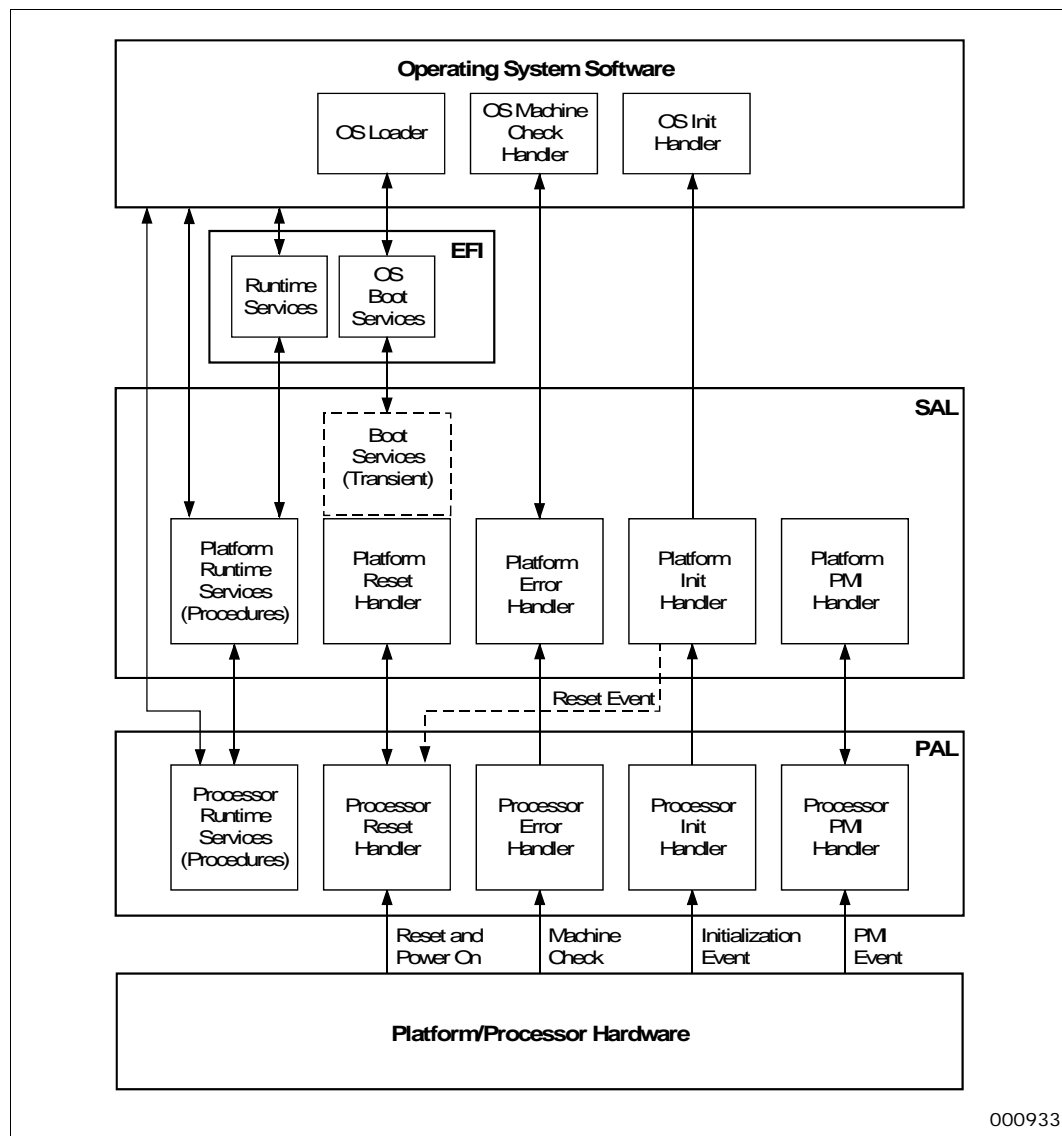 Operating System Software
OS Loader
OS Machine
Check
Handler
OS Init
Handler
EFI
Runtime
Services
OS
Boot
Services
SAL
Boot
Services
(Transient)
Platform
Runtime
Services
(Procedures)
Platform
Reset
Handler
Platform
Error
Handler
Platform
Init
Handler
Platform
PMI
Handler
Reset Event
PAL
Processor
Runtime
Services
(Procedures)
Processor
Reset
Handler
Processor
Error
Handler
Processor
Init
Handler
Processor
PMI
Handler
Reset and
Power On
Machine
Check
Initialization
Event
PMI
Event
Platform/Processor Hardware
000933